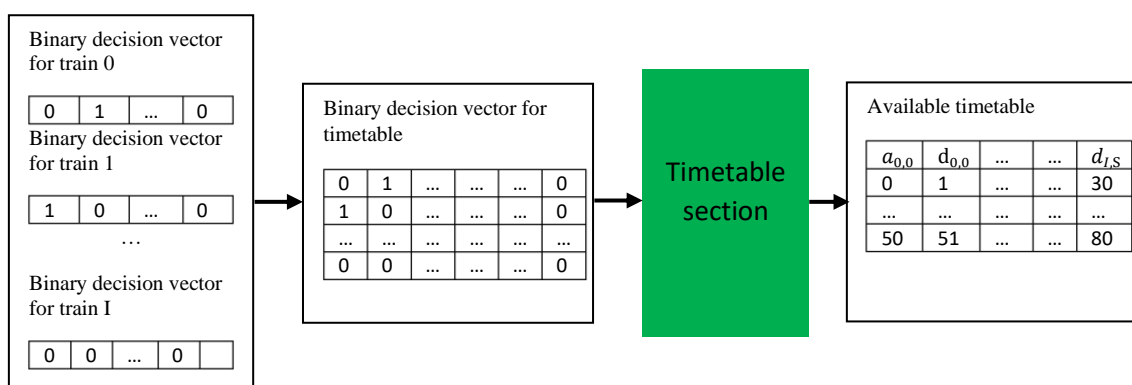 Binary decision vector
for train 0
0 1 ... 0
Binary decision vector
for train 1
1 0 ... 0
...
Binary decision vector
for train I
0 0 ... 0
Binary decision vector for
timetable
0 1 ... ... ... 0
1 0 ... ... ... 0
... ... ... ... ... ...
0 0 ... ... ... 0
Timetable
section
Available timetable
a0,0 d0,0 ... ... dI,S
0 1 ... ... 30
... ... ... ... ...
50 51 ... ... 80